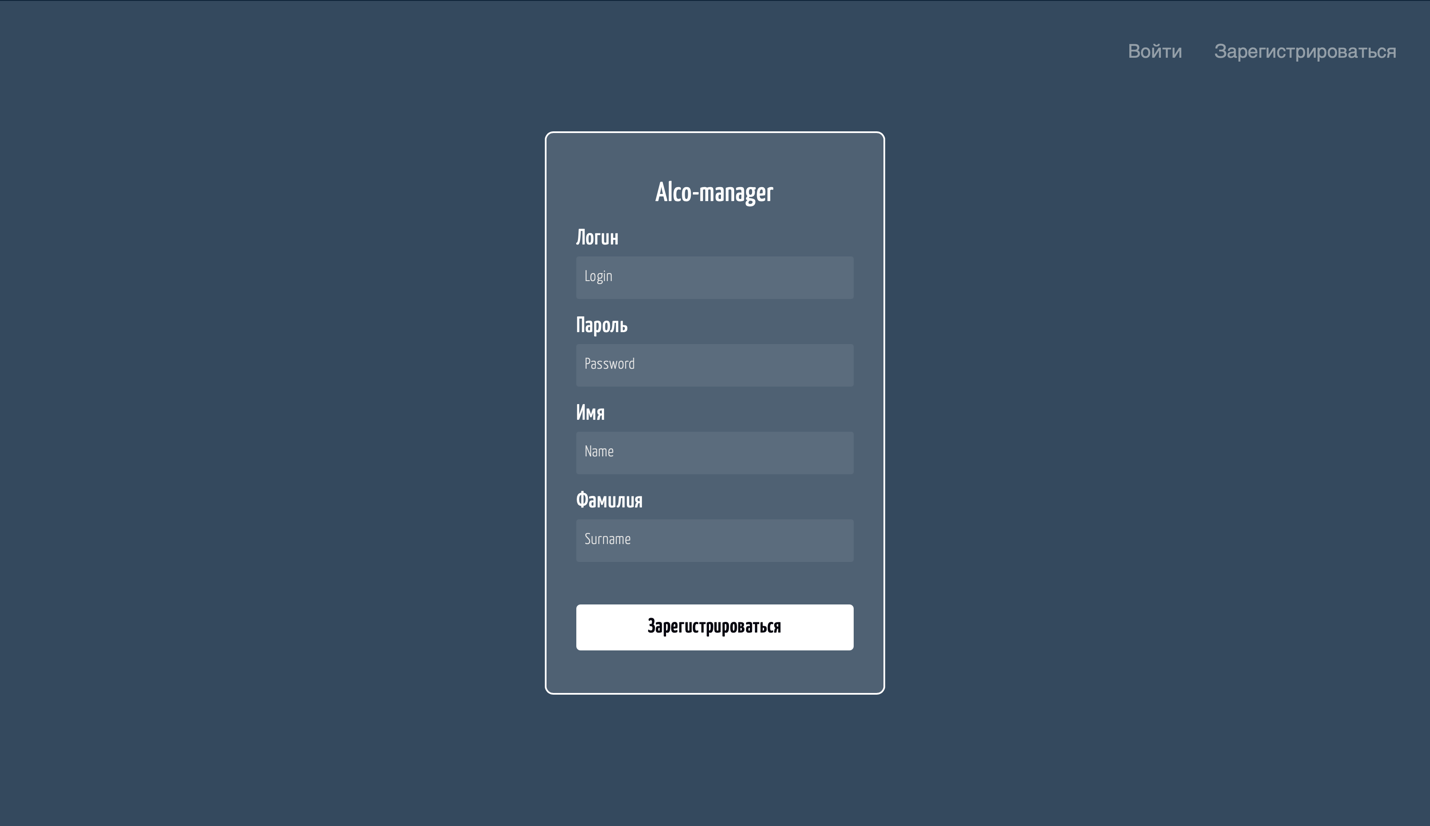 Войти Зарегистрироваться
Alco-manager
Логин
Login
Пароль
Password
Имя
Name
Фамилия
Surname
Зарегистрироваться